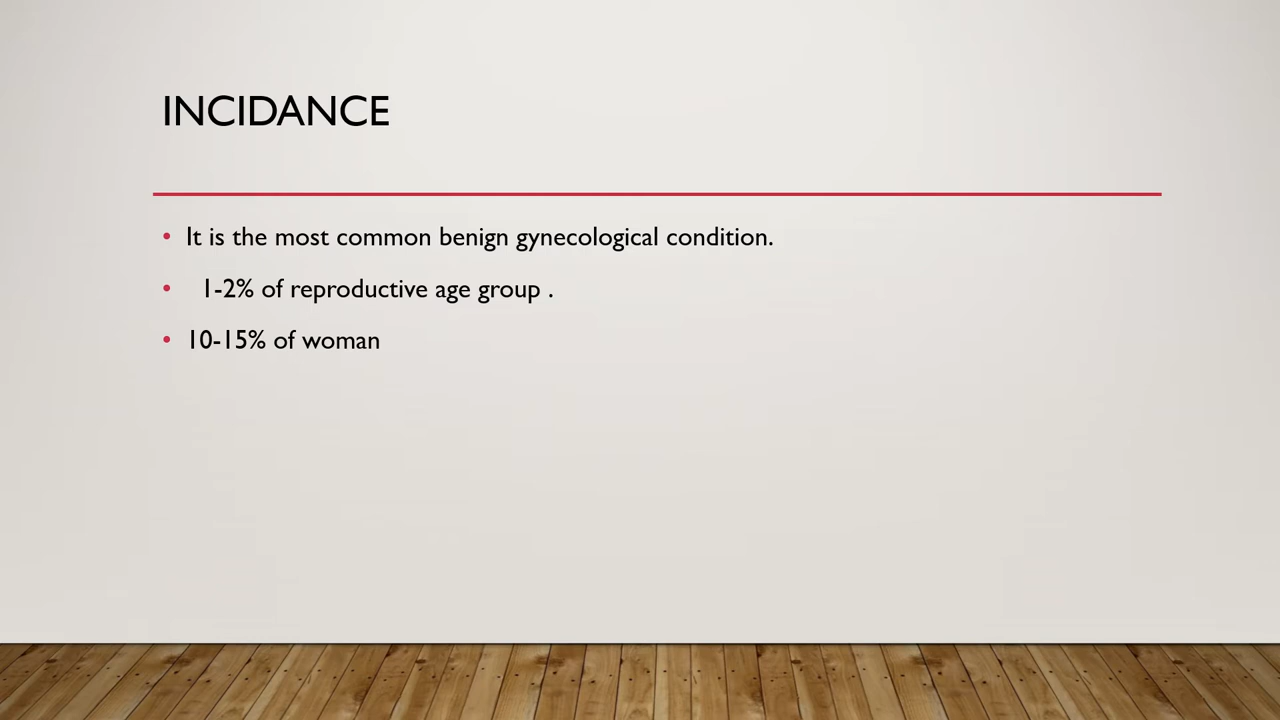 INCIDANCE
• It is the most common benign gynecological condition.
• 1-2% of reproductive age group .
• 10-15% of woman